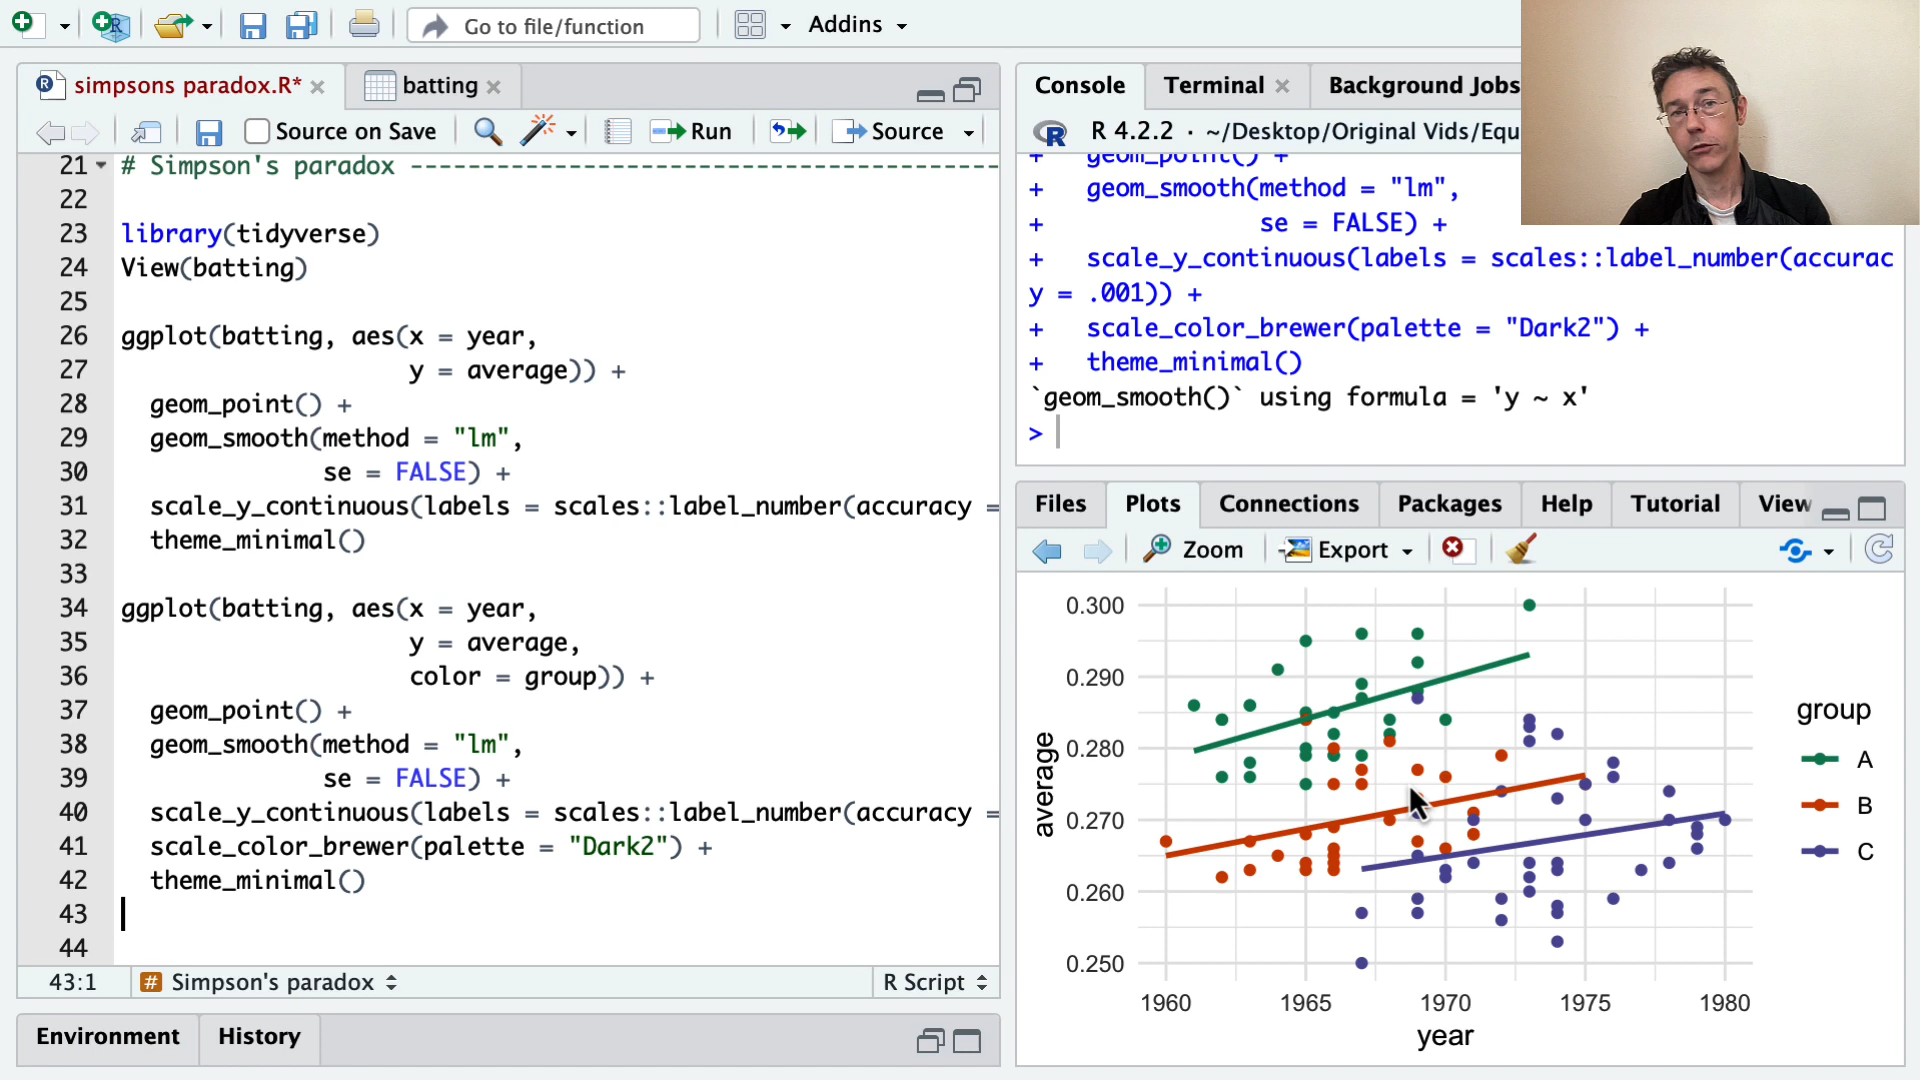 Go to file/function
Addins
simpsons paradox.R*
batting
Source on Save
Run
Source
21
# Simpson's paradox ------------------------------------------
22
23
library(tidyverse)
24
View(batting)
25
26
ggplot(batting, aes(x = year,
27
y = average)) +
28
geom_point() +
29
geom_smooth(method = "lm",
30
se = FALSE) +
31
scale_y_continuous(labels = scales::label_number(accuracy =
32
theme_minimal()
33
34
ggplot(batting, aes(x = year,
35
y = average,
36
color = group)) +
37
geom_point() +
38
geom_smooth(method = "lm",
39
se = FALSE) +
40
scale_y_continuous(labels = scales::label_number(accuracy =
41
scale_color_brewer(palette = "Dark2") +
42
theme_minimal()
43
44
43:1
# Simpson's paradox
R Script
Environment
History
Console
Terminal
Background Jobs
R 4.2.2 · ~/Desktop/Original Vids/Equ
+ geom_point() +
+ geom_smooth(method = "lm",
+ se = FALSE) +
+ scale_y_continuous(labels = scales::label_number(accurac
y = .001)) +
+ scale_color_brewer(palette = "Dark2") +
+ theme_minimal()
`geom_smooth()` using formula = 'y ~ x'
>
Files
Plots
Connections
Packages
Help
Tutorial
View
Zoom
Export
0.300
0.290
0.280
0.270
0.260
0.250
average
1960
1965
1970
1975
1980
year
group
A
B
C